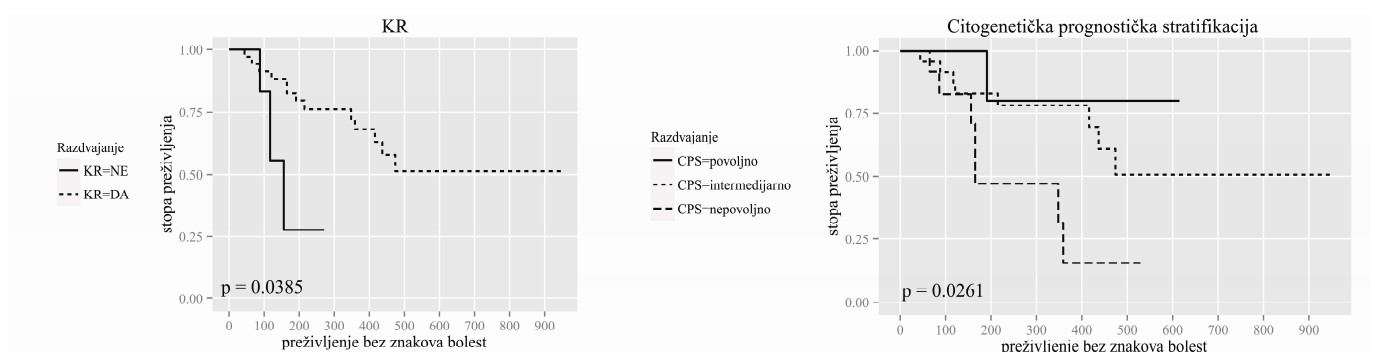 KR
1.00
0.75
0.50
0.25
0.00
stopa preživljenja
Razdvajanje
KR=NE
KR=DA
p = 0.0385
0 100 200 300 400 500 600 700 800 900
preživljenje bez znakova bolest
Citogenetička prognostička stratifikacija
1.00
0.75
0.50
0.25
0.00
stopa preživljenja
Razdvajanje
CPS=povoljno
CPS=intermedijarno
CPS=nepovoljno
p = 0.0261
0 100 200 300 400 500 600 700 800 900
preživljenje bez znakova bolest